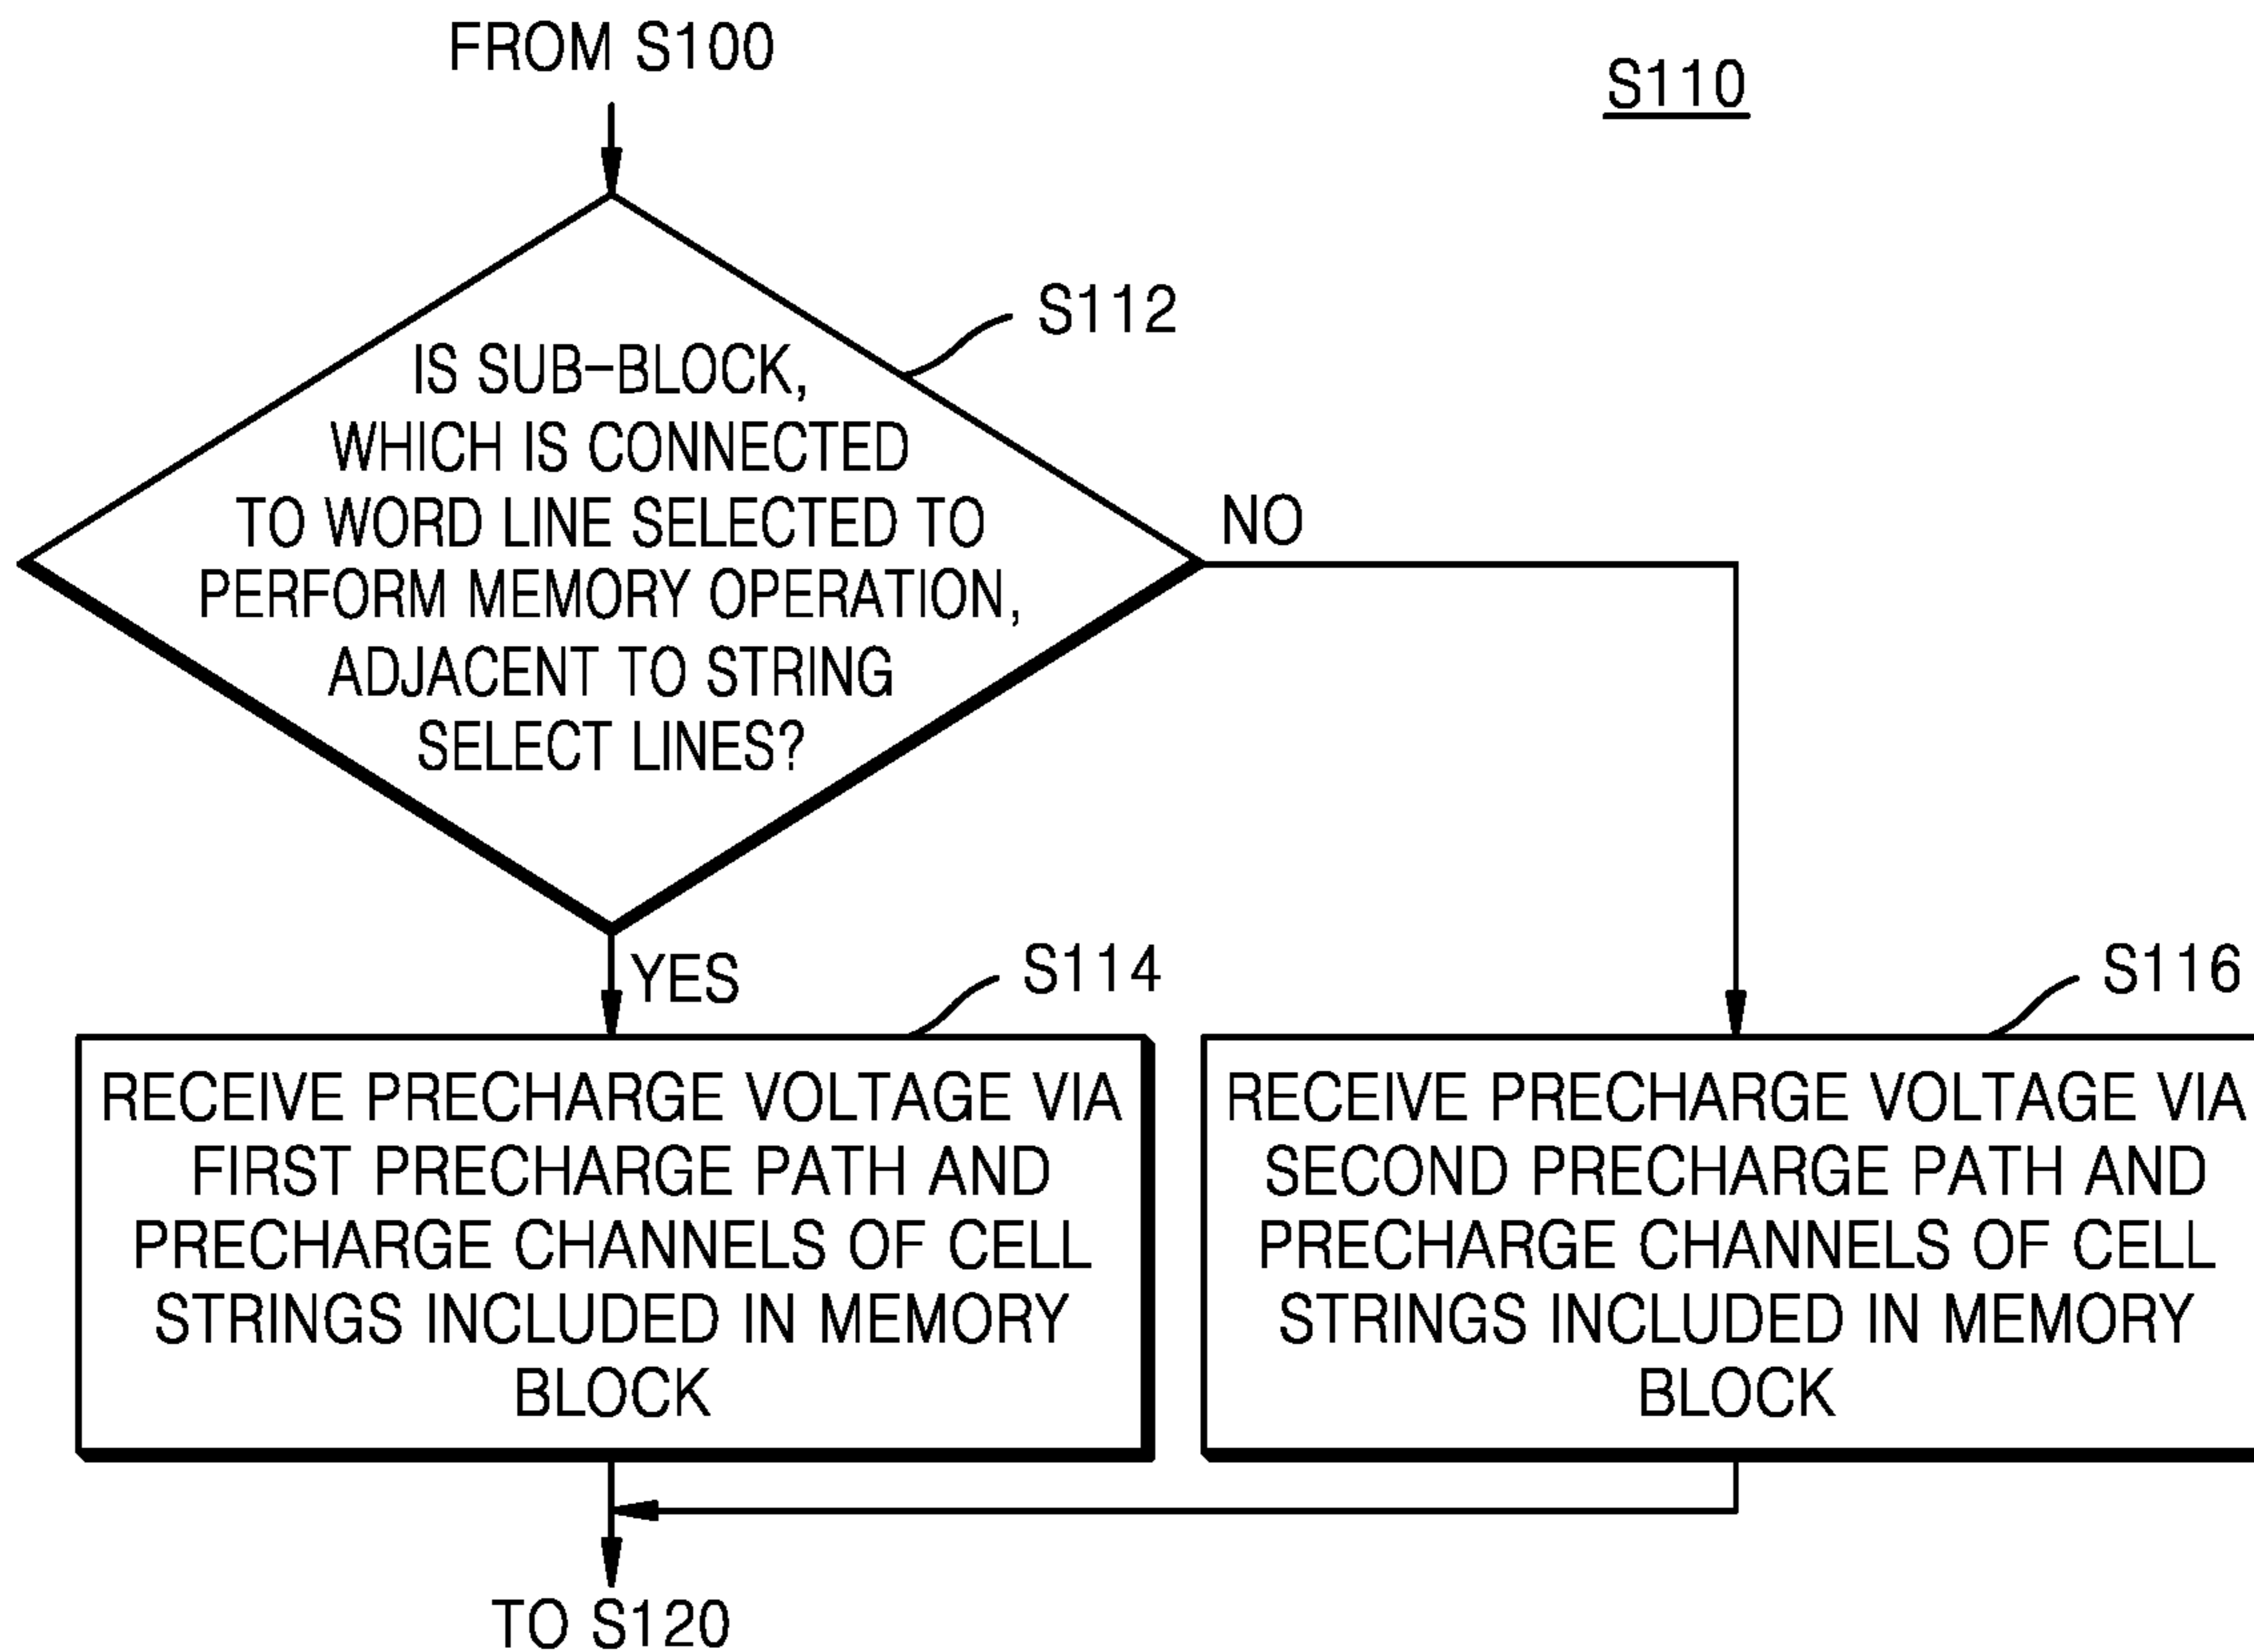 FROM S100
S110
S112
IS SUB-BLOCK,
WHICH IS CONNECTED
TO WORD LINE SELECTED TO
PERFORM MEMORY OPERATION,
ADJACENT TO STRING
SELECT LINES?
NO
YES
S114
RECEIVE PRECHARGE VOLTAGE VIA
FIRST PRECHARGE PATH AND
PRECHARGE CHANNELS OF CELL
STRINGS INCLUDED IN MEMORY
BLOCK
S116
RECEIVE PRECHARGE VOLTAGE VIA
SECOND PRECHARGE PATH AND
PRECHARGE CHANNELS OF CELL
STRINGS INCLUDED IN MEMORY
BLOCK
TO S120